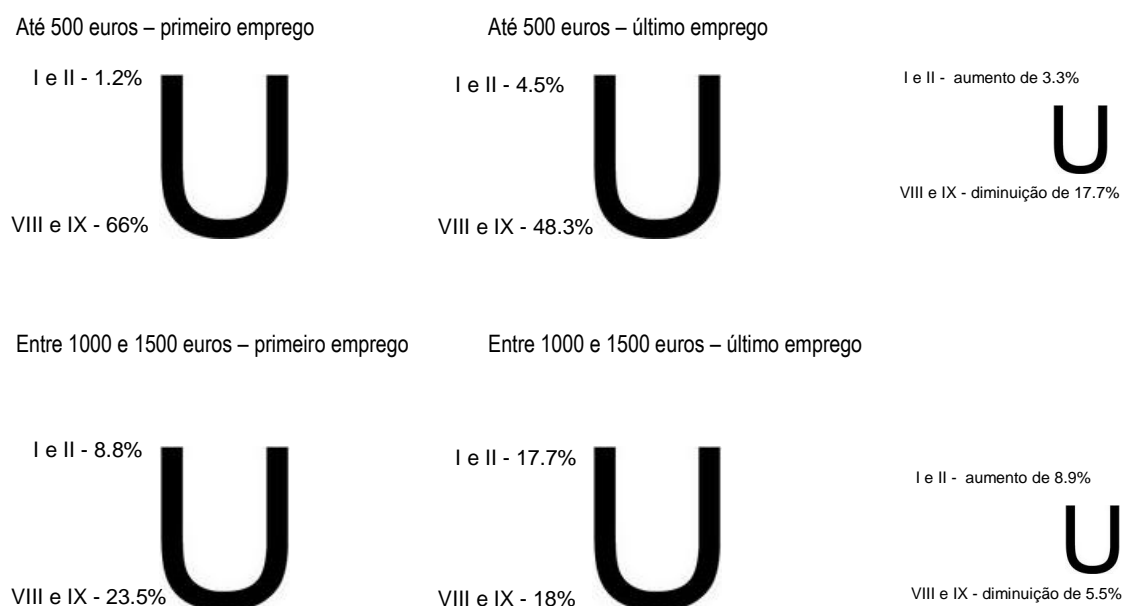 Até 500 euros – primeiro emprego
Até 500 euros – último emprego
I e II - 1.2%
I e II - 4.5%
I e II - aumento de 3.3%
U
U
U
VIII e IX - 66%
VIII e IX - 48.3%
VIII e IX - diminuição de 17.7%
Entre 1000 e 1500 euros – primeiro emprego
Entre 1000 e 1500 euros – último emprego
I e II - 8.8%
I e II - 17.7%
I e II - aumento de 8.9%
U
U
U
VIII e IX - 23.5%
VIII e IX - 18%
VIII e IX - diminuição de 5.5%